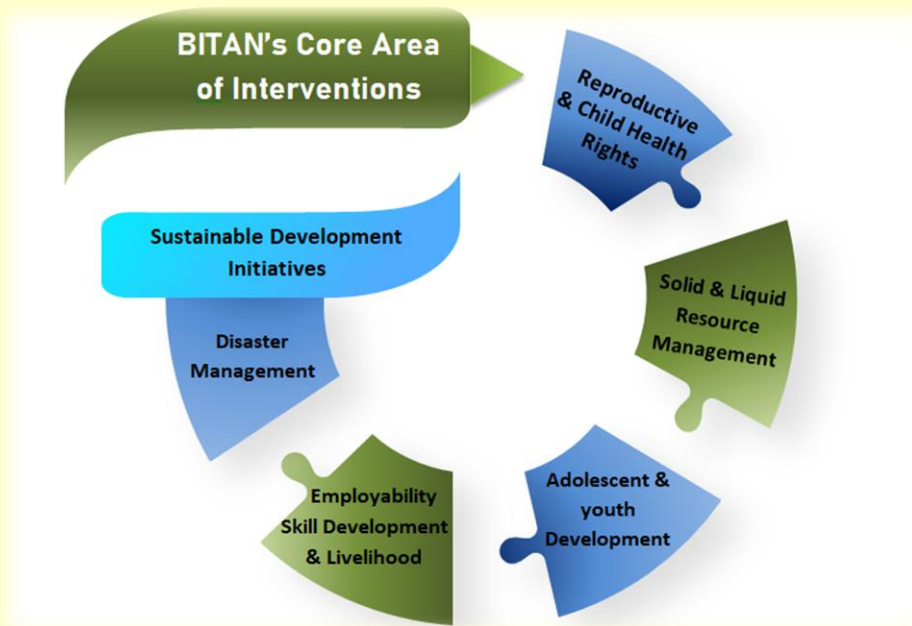 BITAN's Core Area
of Interventions
Reproductive
& Child Health
Rights
Solid & Liquid
Resource
Management
Adolescent &
youth
Development
Employability
Skill Development
& Livelihood
Disaster
Management
Sustainable Development
Initiatives